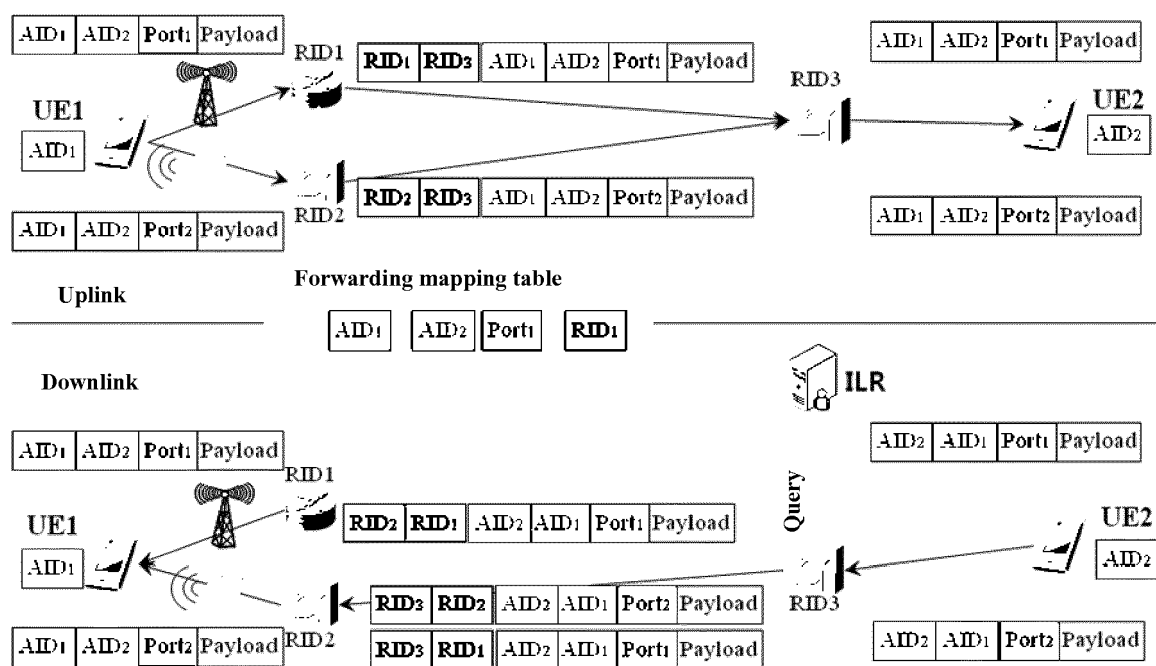 AID1 AID2 Port1 Payload
AID1 AID2 Port1 Payload
RID1
RID1 RID3 AID1 AID2 Port1 Payload
RID3
UE1
UE2
AID1
AID2
RID2
RID2 RID3 AID1 AID2 Port2 Payload
AID1 AID2 Port2 Payload
AID1 AID2 Port2 Payload
Forwarding mapping table
Uplink
AID1 AID2 Port1 RID1
Downlink
ILR
AID1 AID2 Port1 Payload
AID2 AID1 Port1 Payload
RID1
Query
RID2 RID1 AID2 AID1 Port1 Payload
UE1
UE2
AID1
AID2
RID3
RID3 RID2 AID2 AID1 Port2 Payload
RID2
AID1 AID2 Port2 Payload
RID3 RID1 AID2 AID1 Port1 Payload
AID2 AID1 Port2 Payload